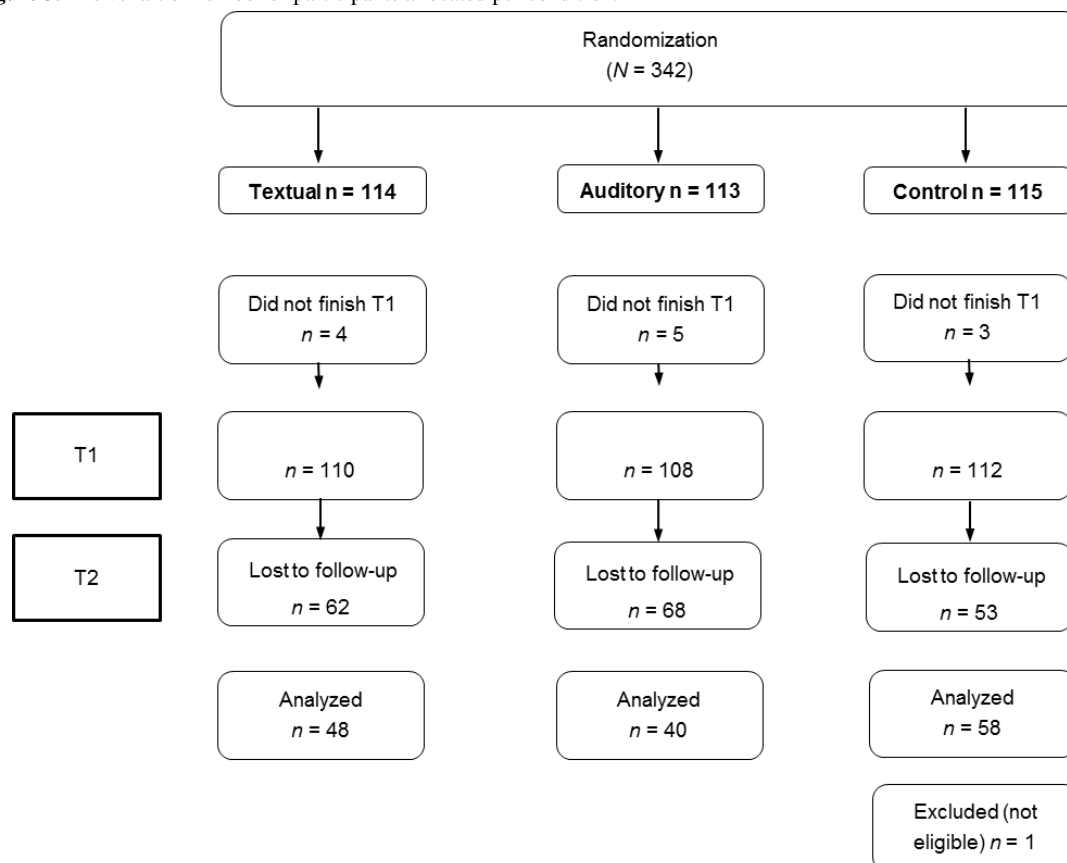 Randomization
(N = 342)
Textual n = 114
Auditory n = 113
Control n = 115
Did not finish T1
n = 4
Did not finish T1
n = 5
Did not finish T1
n = 3
T1
n = 110
n = 108
n = 112
T2
Lost to follow-up
n = 62
Lost to follow-up
n = 68
Lost to follow-up
n = 53
Analyzed
n = 48
Analyzed
n = 40
Analyzed
n = 58
Excluded (not
eligible) n = 1